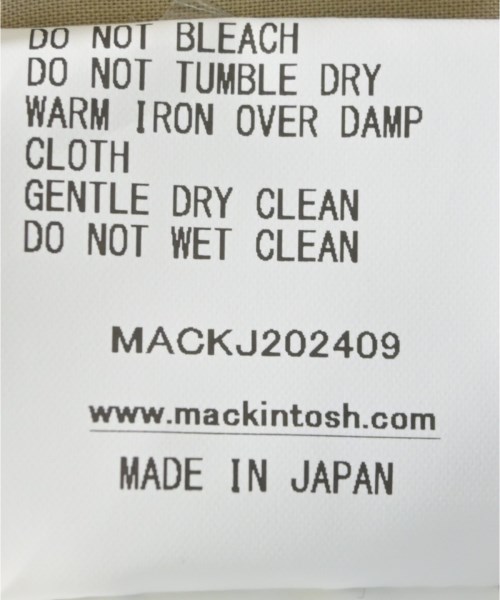 DO NOT BLEACH
DO NOT TUMBLE DRY
WARM IRON OVER DAMP
CLOTH
GENTLE DRY CLEAN
DO NOT WET CLEAN
MACKJ202409
www.mackintosh.com
MADE IN JAPAN